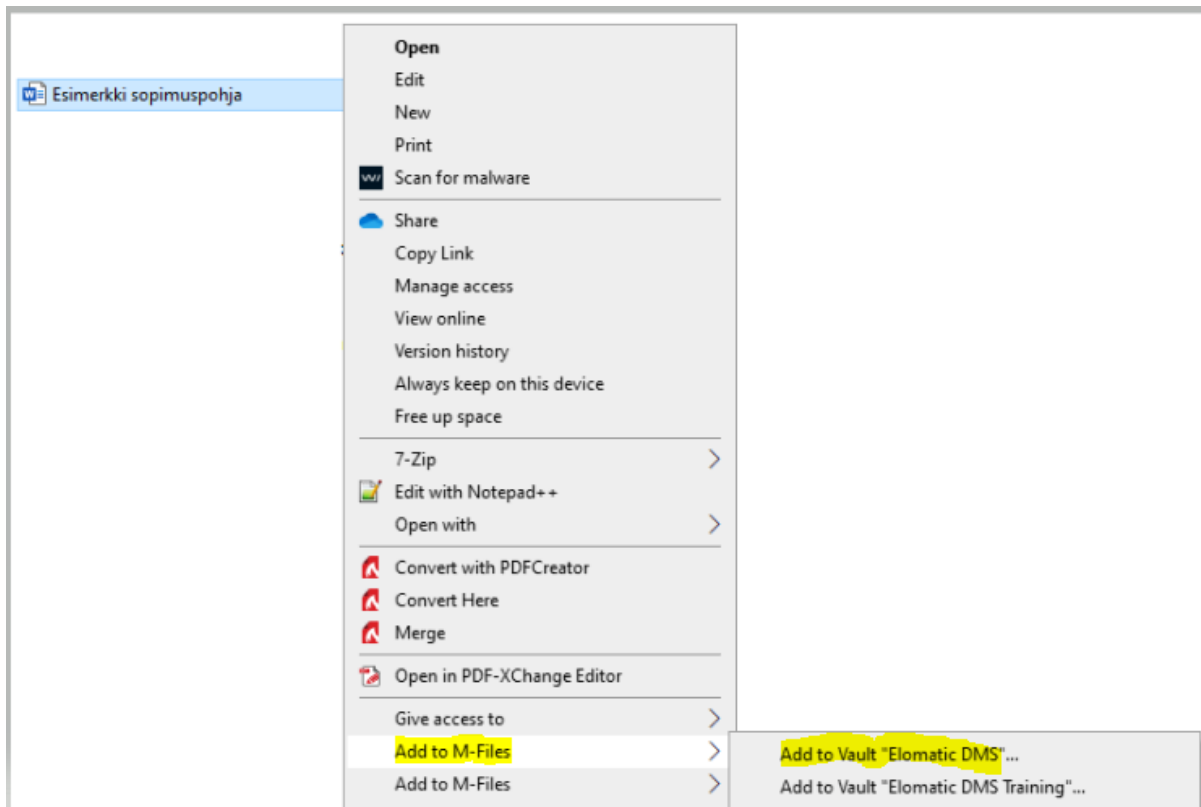 Open
Esimerkki sopimuspohja
Edit
New
Print
Scan for malware
Share
Copy Link
Manage access
View online
Version history
Always keep on this device
Free up space
7-Zip
Edit with Notepad++
Open with
Convert with PDFCreator
Convert Here
Merge
Open in PDF-XChange Editor
Give access to
Add to M-Files
Add to Vault "Elomatic DMS"...
Add to M-Files
Add to Vault "Elomatic DMS Training"...